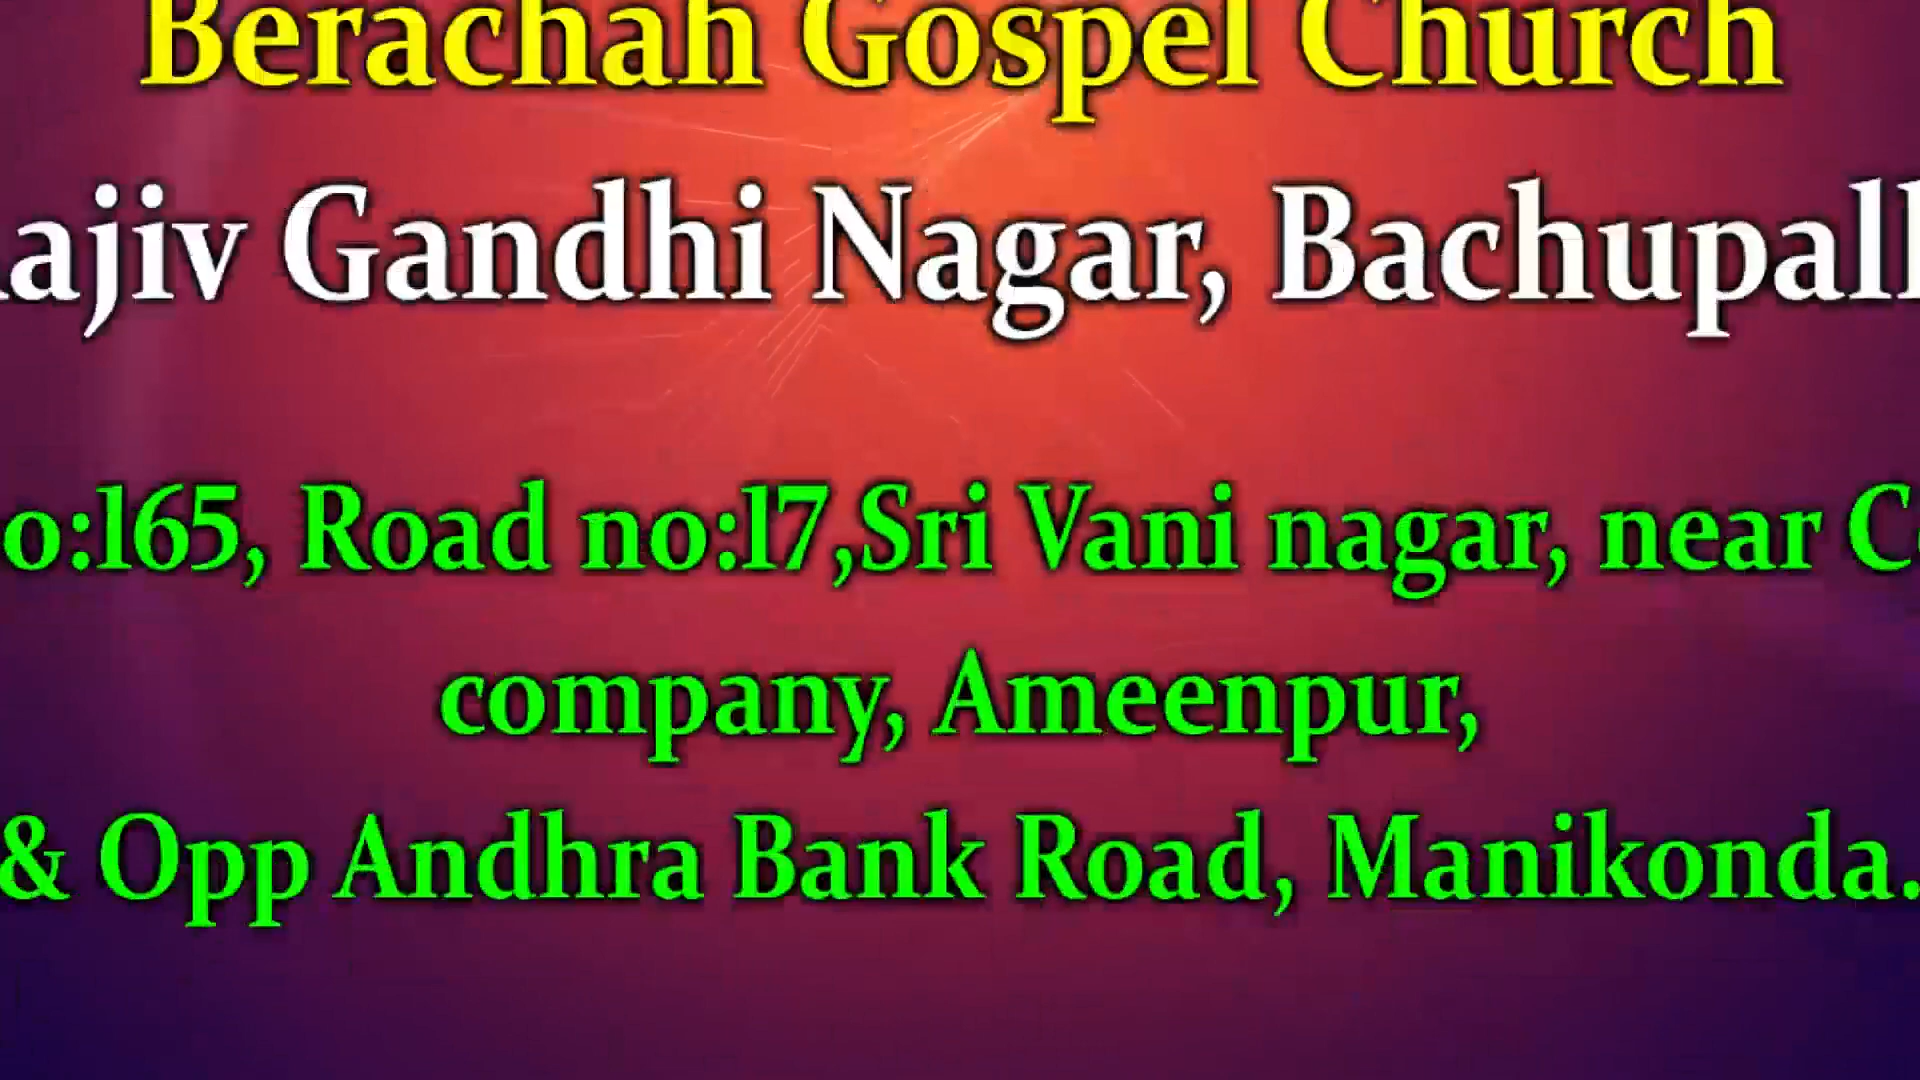 Berachah Gospel Church
ajiv Gandhi Nagar, Bachupall
o:165, Road no:17,Sri Vani nagar, near C
company, Ameenpur,
& Opp Andhra Bank Road, Manikonda.